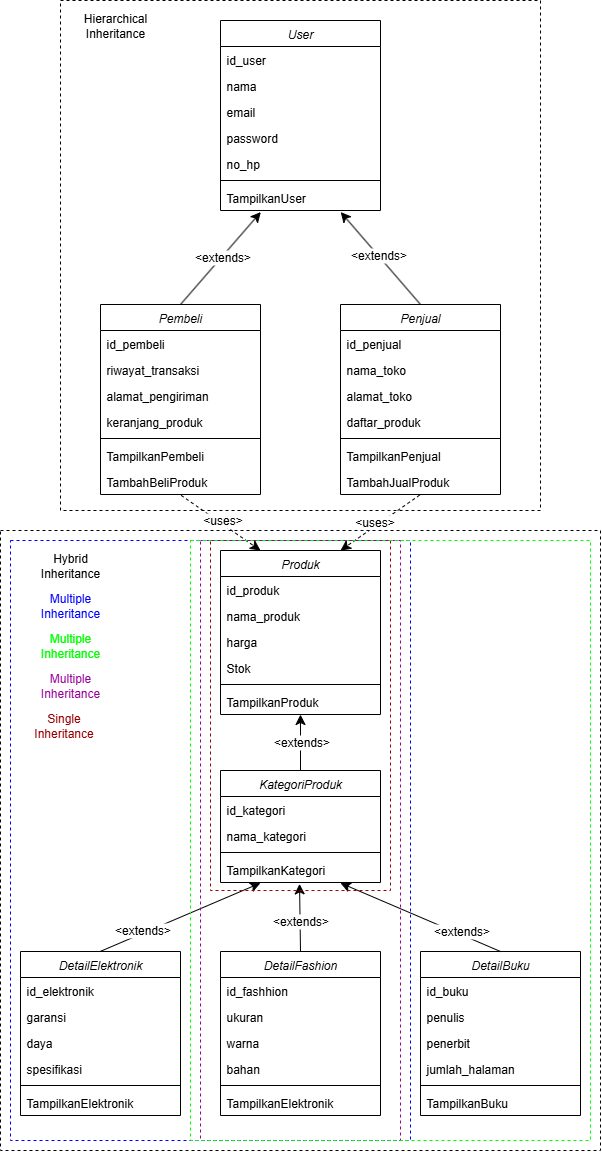 Hierarchical
Inheritance
User
id_user
nama
email
password
no_hp
TampilkanUser
<extends>
<extends>
Pembeli
id_pembeli
riwayat_transaksi
alamat_pengiriman
keranjang_produk
TampilkanPembeli
TambahBeliProduk
Penjual
id_penjual
nama_toko
alamat_toko
daftar_produk
TampilkanPenjual
TambahJualProduk
<uses>
<uses>
Hybrid
Inheritance
Multiple
Inheritance
Multiple
Inheritance
Multiple
Inheritance
Single
Inheritance
Produk
id_produk
nama_produk
harga
Stok
TampilkanProduk
<extends>
KategoriProduk
id_kategori
nama_kategori
TampilkanKategori
<extends>
<extends>
<extends>
DetailElektronik
id_elektronik
garansi
daya
spesifikasi
TampilkanElektronik
DetailFashion
id_fashhion
ukuran
warna
bahan
TampilkanElektronik
DetailBuku
id_buku
penulis
penerbit
jumlah_halaman
TampilkanBuku